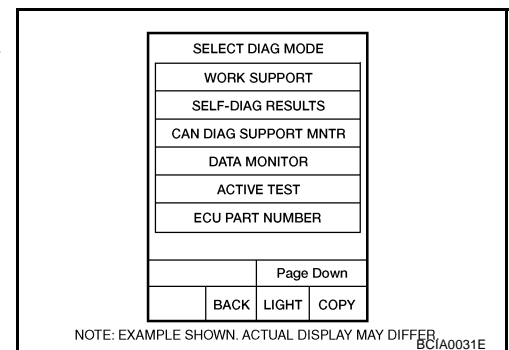 SELECT DIAG MODE
WORK SUPPORT
SELF-DIAG RESULTS
CAN DIAG SUPPORT MNTR
DATA MONITOR
ACTIVE TEST
ECU PART NUMBER
Page Down
BACK LIGHT COPY
NOTE: EXAMPLE SHOWN. ACTUAL DISPLAY MAY DIFFER.
BCIA0031E